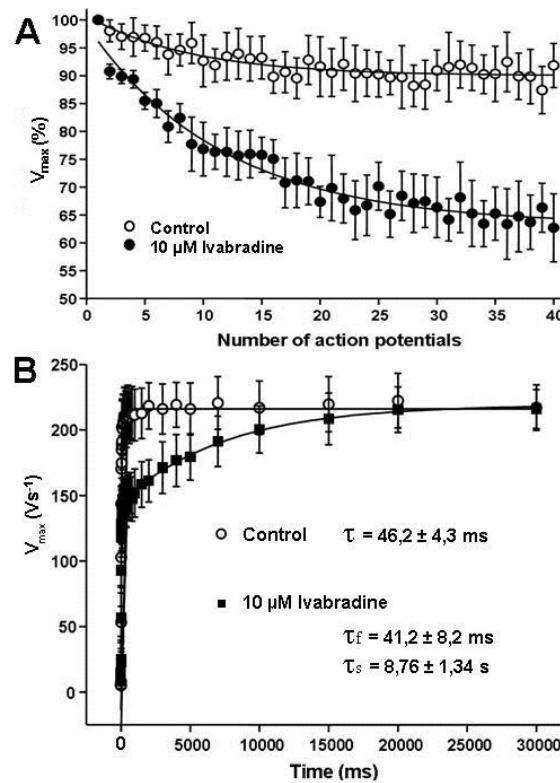 A
100
95
90
85
80
75
70
65
60
55
50
Vmax (%)
Control
10 µM Ivabradine
0 5 10 15 20 25 30 35 40
Number of action potentials
B
250
200
150
100
50
0
Vmax (Vs-1)
Control τ = 46,2 ± 4,3 ms
10 µM Ivabradine
τf = 41,2 ± 8,2 ms
τs = 8,76 ± 1,34 s
0 5000 10000 15000 20000 25000 30000
Time (ms)